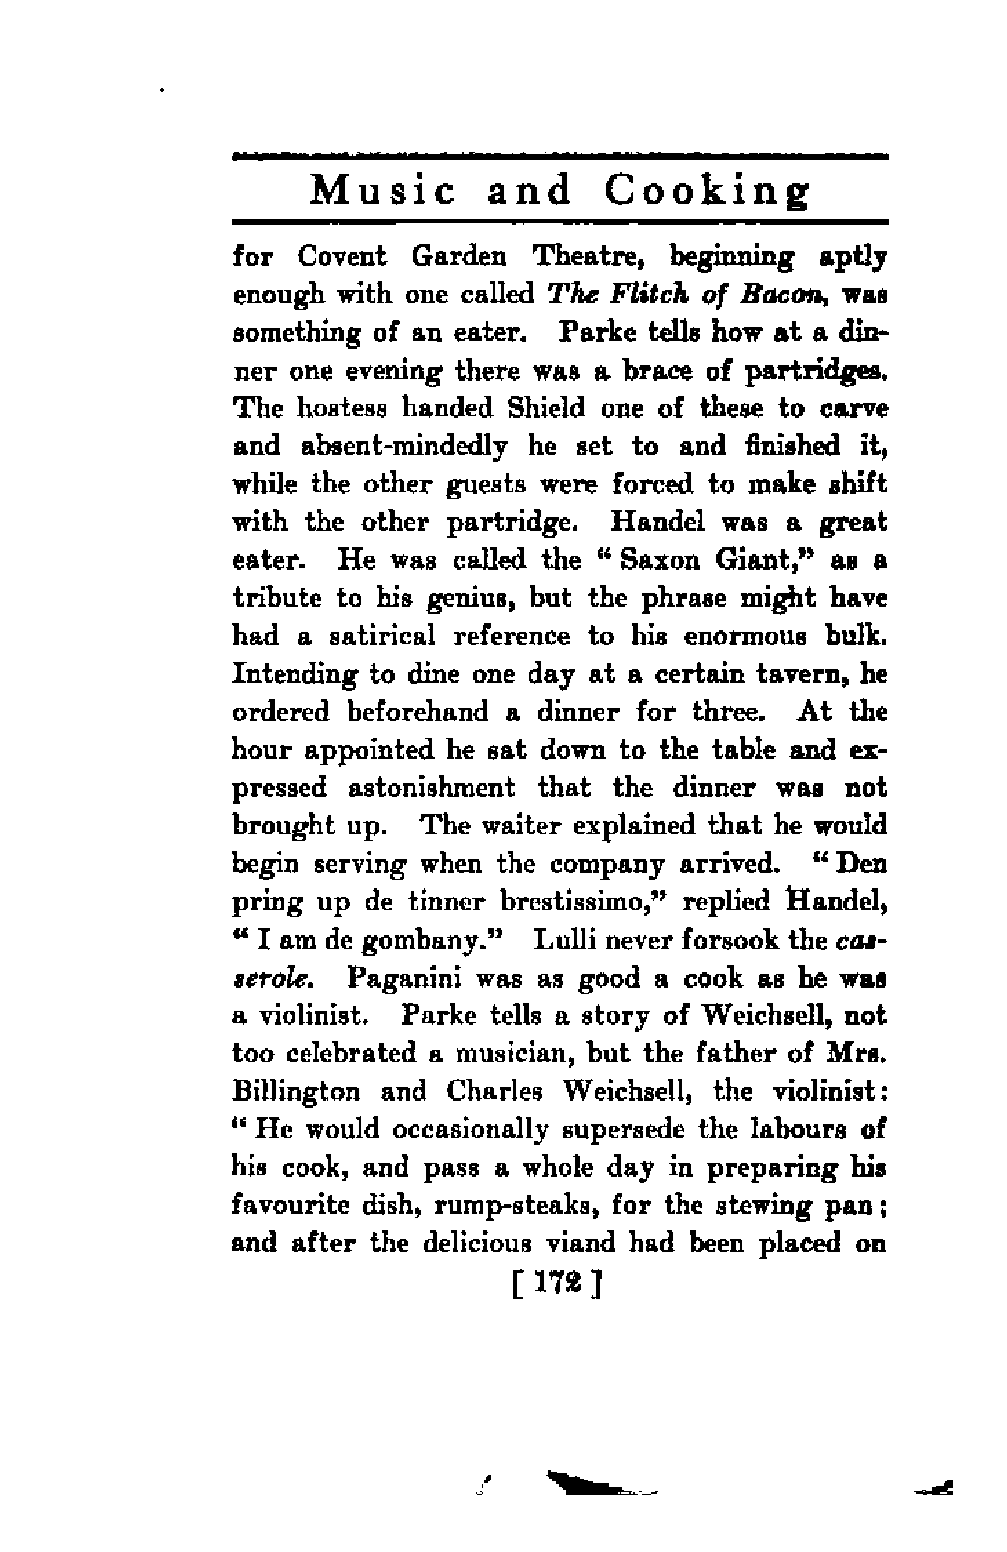 Music and Cooking
for Covent Garden Theatre, beginning aptly
enough with one called The Flitch of Bacon, was
something of an eater. Parke tells how at a din-
ner one evening there was a brace of partridges.
The hostess handed Shield one of these to carve
and absent-mindedly he set to and finished it,
while the other guests were forced to make shift
with the other partridge. Handel was a great
eater. He was called the “ Saxon Giant,” as a
tribute to his genius, but the phrase might have
had a satirical reference to his enormous bulk.
Intending to dine one day at a certain tavern, he
ordered beforehand a dinner for three. At the
hour appointed he sat down to the table and ex-
pressed astonishment that the dinner was not
brought up. The waiter explained that he would
begin serving when the company arrived. “ Den
pring up de tinner brestissimo,” replied Handel,
“ I am de gombany.” Lulli never forsook the cas-
serole. Paganini was as good a cook as he was
a violinist. Parke tells a story of Weichsell, not
too celebrated a musician, but the father of Mrs.
Billington and Charles Weichsell, the violinist:
“ He would occasionally supersede the labours of
his cook, and pass a whole day in preparing his
favourite dish, rump-steaks, for the stewing pan;
and after the delicious viand had been placed on
[ 172 ]